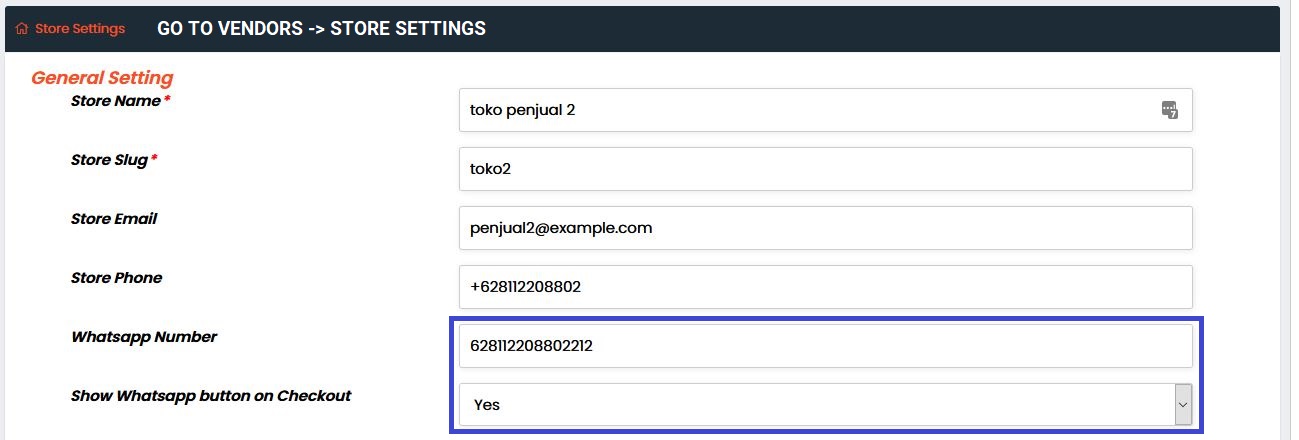 Store Settings GO TO VENDORS -> STORE SETTINGS
General Setting
Store Name *
toko penjual 2
Store Slug *
toko2
Store Email
penjual2@example.com
Store Phone
+628112208802
Whatsapp Number
628112208802212
Show Whatsapp button on Checkout
Yes